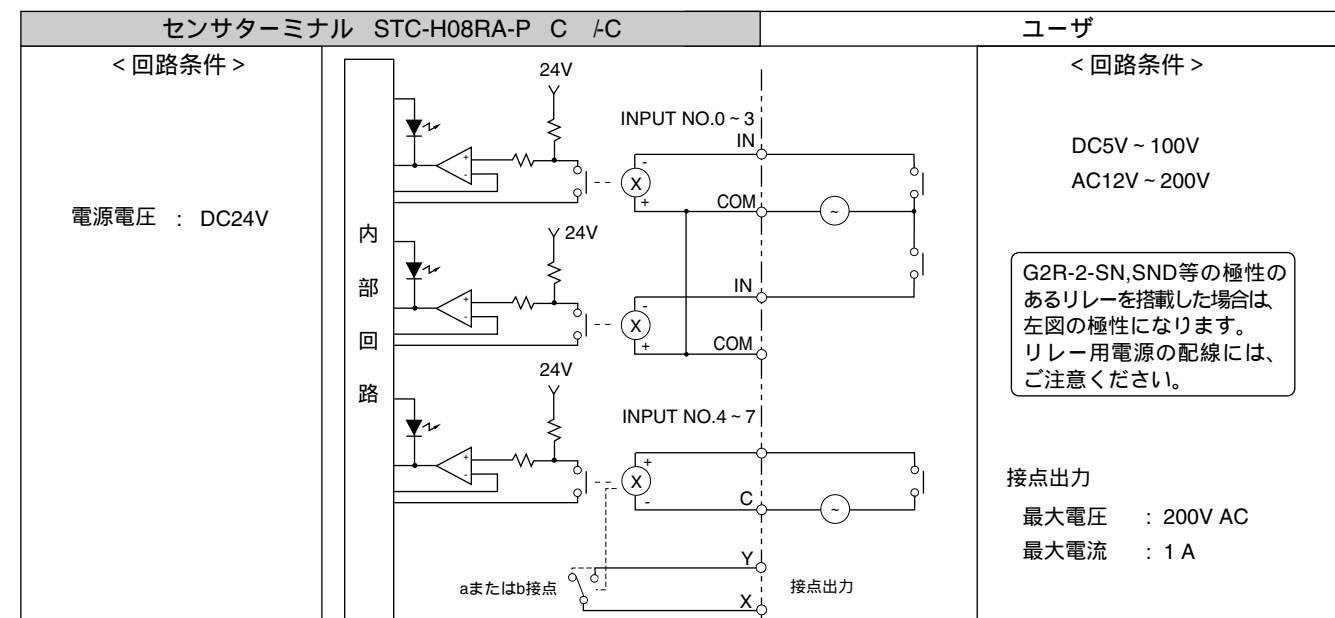 センサターミナル STC-H08RA-P C /-C
ユーザ
<回路条件>
電源電圧 : DC24V
内部回路
24V
INPUT NO.0~3
IN
+
-
X
-
+
COM
~
24V
IN
+
-
X
-
+
COM
24V
INPUT NO.4~7
+
-
X
+
-
C
~
Y
aまたはb接点
接点出力
X
<回路条件>
DC5V~100V
AC12V~200V
G2R-2-SN,SND等の極性の
あるリレーを搭載した場合は、
左図の極性になります。
リレー用電源の配線には、
ご注意ください。
接点出力
最大電圧 : 200V AC
最大電流 : 1 A